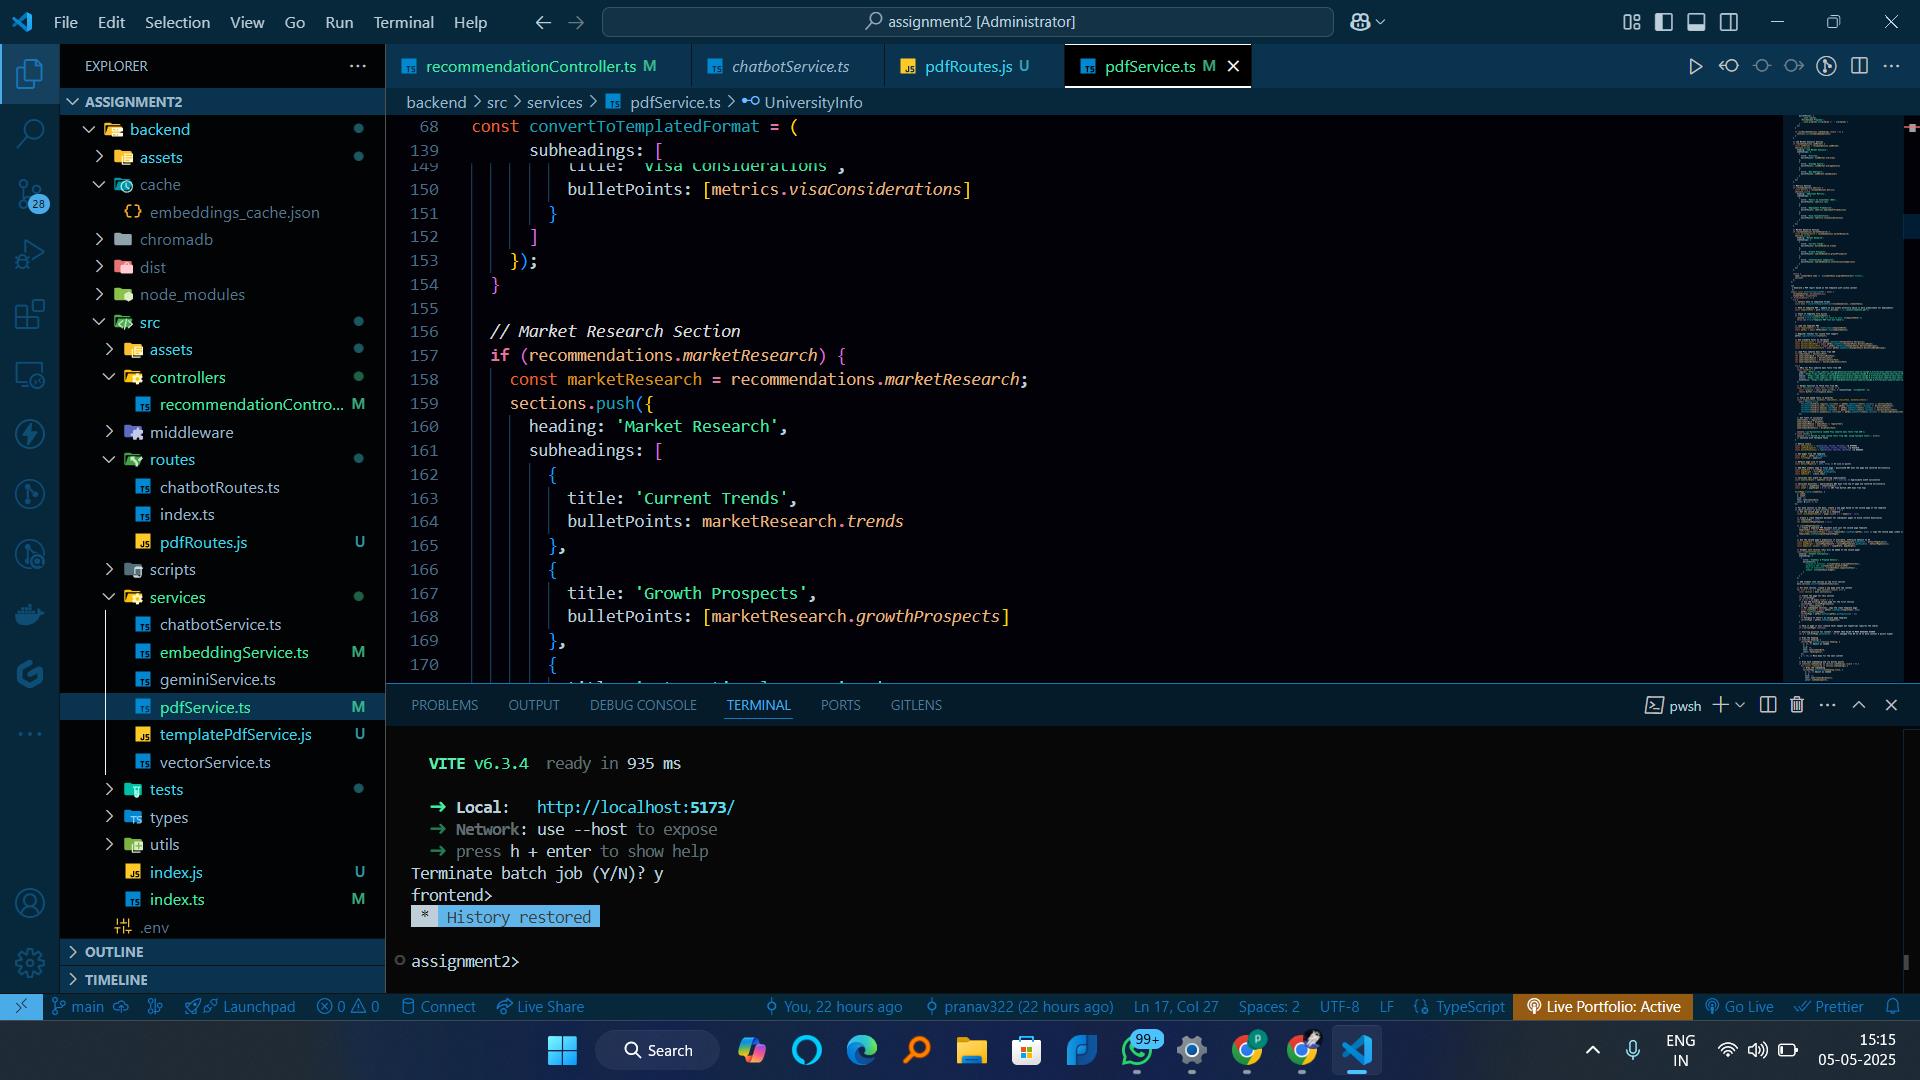 File Edit Selection View Go Run Terminal Help
assignment2 [Administrator]
EXPLORER
ASSIGNMENT2
backend
assets
cache
embeddings_cache.json
chromadb
dist
node_modules
src
assets
controllers
recommendationContro... M
middleware
routes
chatbotRoutes.ts
index.ts
pdfRoutes.js U
scripts
services
chatbotService.ts
embeddingService.ts M
geminiService.ts
pdfService.ts M
templatePdfService.js U
vectorService.ts
tests
types
utils
index.js U
index.ts M
.env
OUTLINE
TIMELINE
28
recommendationController.ts M chatbotService.ts pdfRoutes.js U pdfService.ts M
backend > src > services > pdfService.ts > UniversityInfo
68 const convertToTemplatedFormat = (
139 subheadings: [
149 title: 'Visa Considerations',
150 bulletPoints: [metrics.visaConsiderations]
151 }
152 ]
153 });
154 }
155
156 // Market Research Section
157 if (recommendations.marketResearch) {
158 const marketResearch = recommendations.marketResearch;
159 sections.push({
160 heading: 'Market Research',
161 subheadings: [
162 {
163 title: 'Current Trends',
164 bulletPoints: marketResearch.trends
165 },
166 {
167 title: 'Growth Prospects',
168 bulletPoints: [marketResearch.growthProspects]
169 },
170 {
PROBLEMS OUTPUT DEBUG CONSOLE TERMINAL PORTS GITLENS
pwsh
VITE v6.3.4 ready in 935 ms
➜ Local: http://localhost:5173/
➜ Network: use --host to expose
➜ press h + enter to show help
Terminate batch job (Y/N)? y
frontend>
* History restored
assignment2>
main Launchpad 0 0 Connect Live Share You, 22 hours ago pranav322 (22 hours ago) Ln 17, Col 27 Spaces: 2 UTF-8 LF {} TypeScript Live Portfolio: Active Go Live Prettier
Search
99+
P
ENG
IN
15:15
05-05-2025